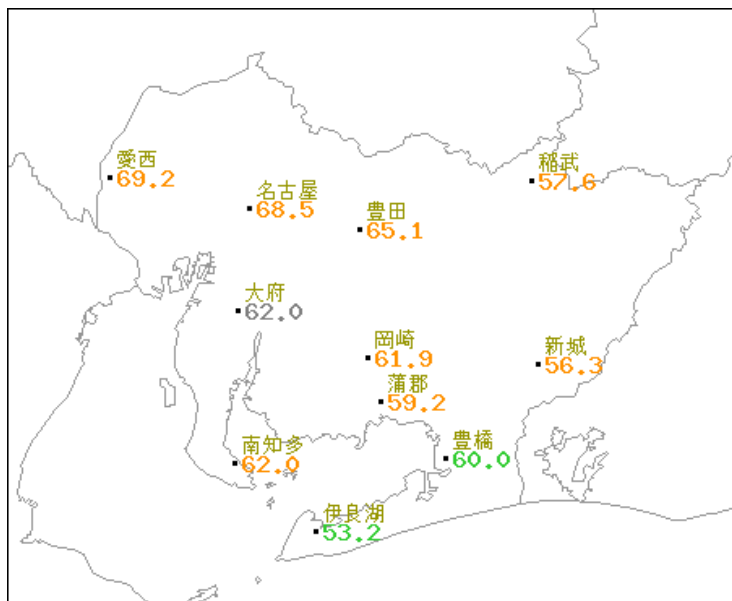 愛西
69.2
稲武
57.6
名古屋
68.5
豊田
65.1
大府
62.0
岡崎
61.9
新城
56.3
蒲郡
59.2
南知多
62.0
豊橋
60.0
伊良湖
53.2